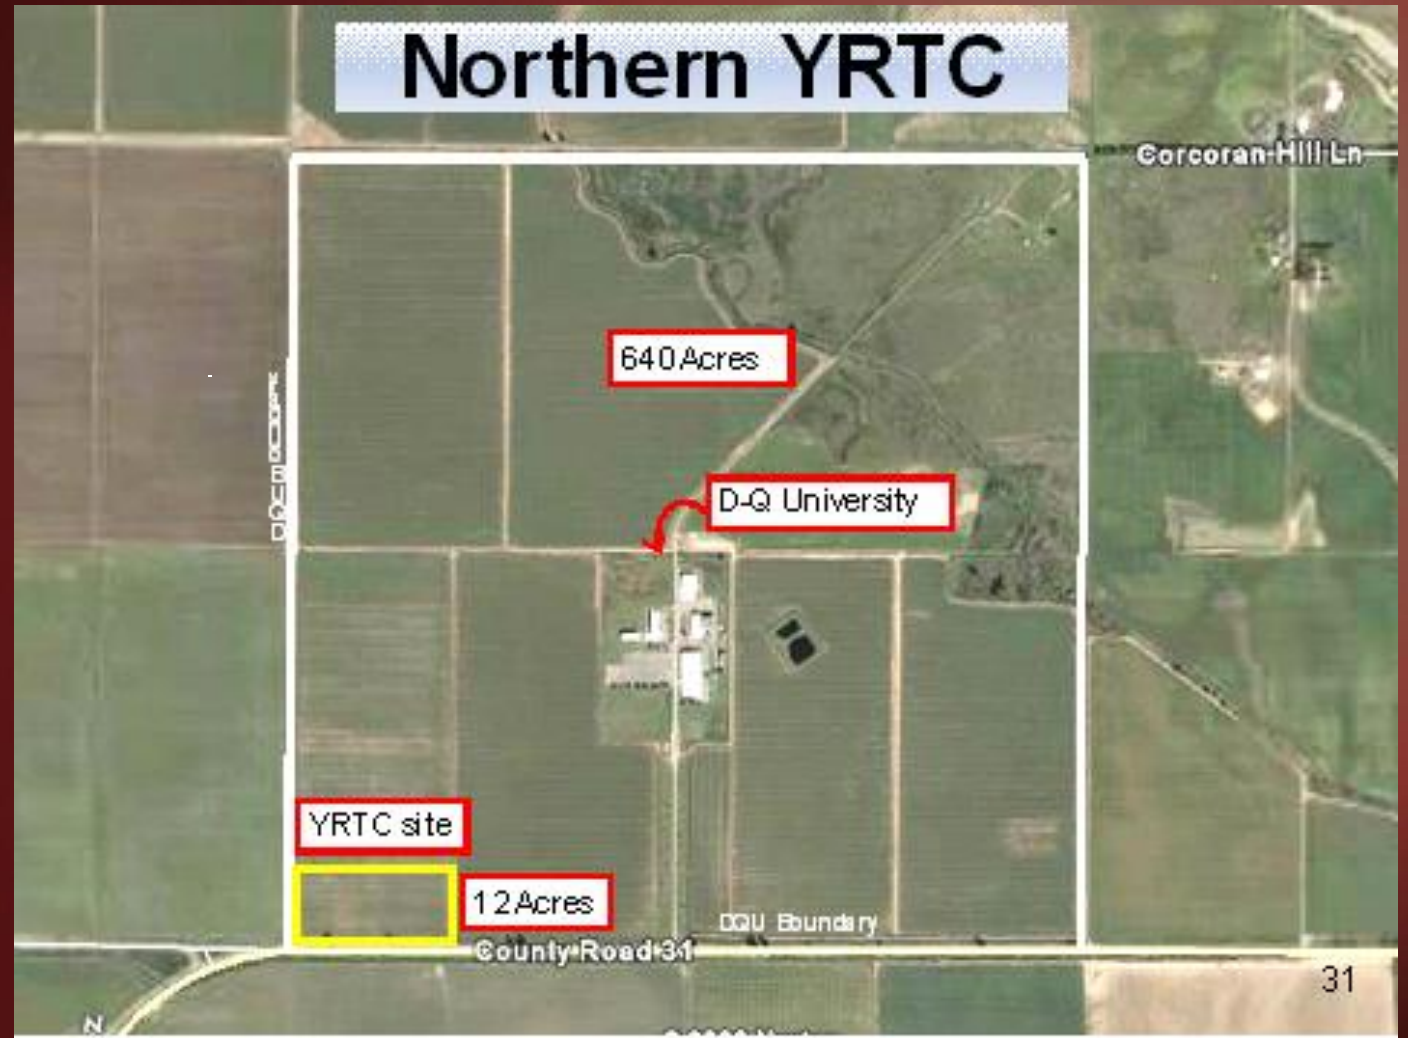 Northern YRTC
Corcoran Hill Ln
640 Acres
D-Q University
YRTC site
12 Acres
DQU Boundary
County Road 31
31
N